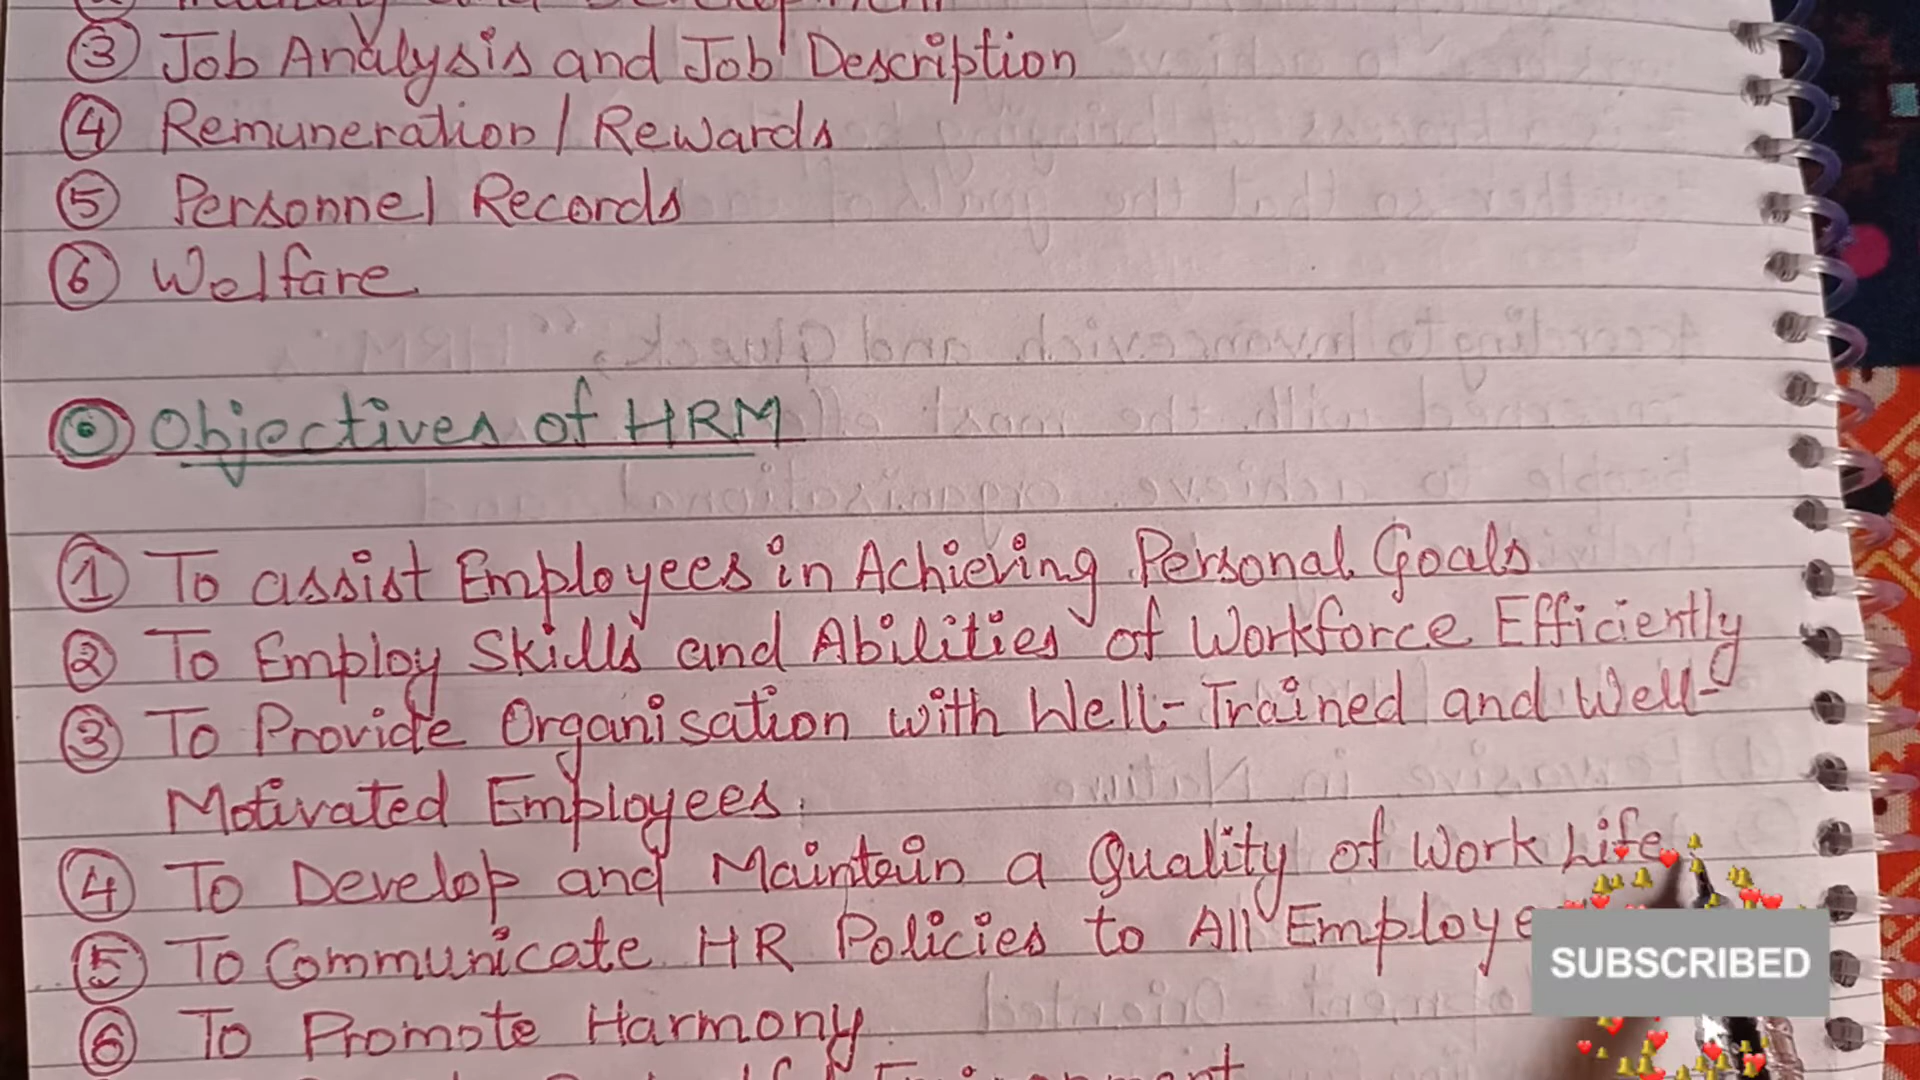 ③ Job Analysis and Job Description
④ Remuneration / Rewards
⑤ Personnel Records
⑥ Welfare
Objectives of HRM
① To assist Employees in Achieving Personal Goals
② To Employ Skills and Abilities of Workforce Efficiently
③ To Provide Organisation with Well-Trained and Well-
Motivated Employees.
④ To Develop and Maintain a Quality of Work Life
⑤ To Communicate HR Policies to All Employe
SUBSCRIBED
⑥ To Promote Harmony